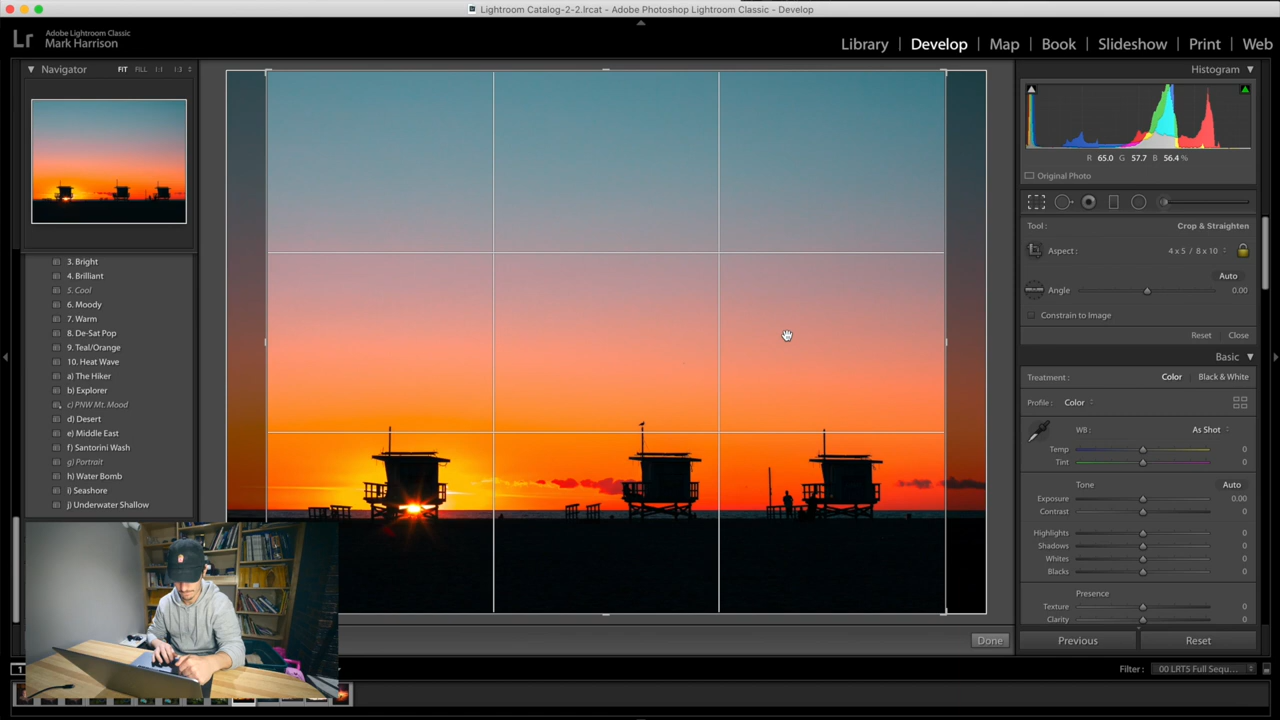 Lightroom Catalog-2-2.lrcat - Adobe Photoshop Lightroom Classic - Develop
Lr
Adobe Lightroom Classic
Mark Harrison
Library | Develop | Map | Book | Slideshow | Print | Web
Navigator FIT FILL 1:1 1:3
Histogram
R 65.0 G 57.7 B 56.4 %
Original Photo
Tool : Crop & Straighten
Aspect : 4 x 5 / 8 x 10
Auto
Angle 0.00
Constrain to Image
Reset Close
Basic
Treatment : Color Black & White
Profile : Color
WB : As Shot
Temp 0
Tint 0
Tone Auto
Exposure 0.00
Contrast 0
Highlights 0
Shadows 0
Whites 0
Blacks 0
Presence
Texture 0
Clarity 0
3. Bright
4. Brilliant
5. Cool
6. Moody
7. Warm
8. De-Sat Pop
9. Teal/Orange
10. Heat Wave
a) The Hiker
b) Explorer
c) PNW Mt. Mood
d) Desert
e) Middle East
f) Santorini Wash
g) Portrait
h) Water Bomb
i) Seashore
j) Underwater Shallow
Done
Previous Reset
1
Filter : 00 LRT5 Full Sequ...